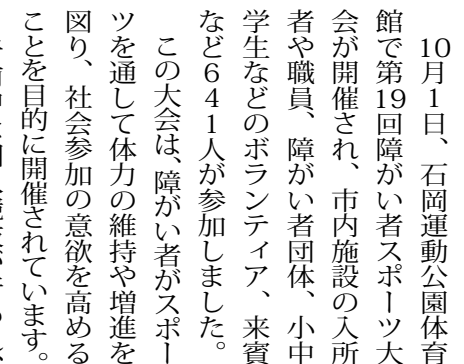 10月1日、石岡運動公園体育
館で第19回障がい者スポーツ大
会が開催され、市内施設の入所
者や職員、障がい者団体、小中
学生などのボランティア、来賓
など641人が参加しました。
　この大会は、障がい者がスポー
ツを通して体力の維持や増進を
図り、社会参加の意欲を高める
ことを目的に開催されています。